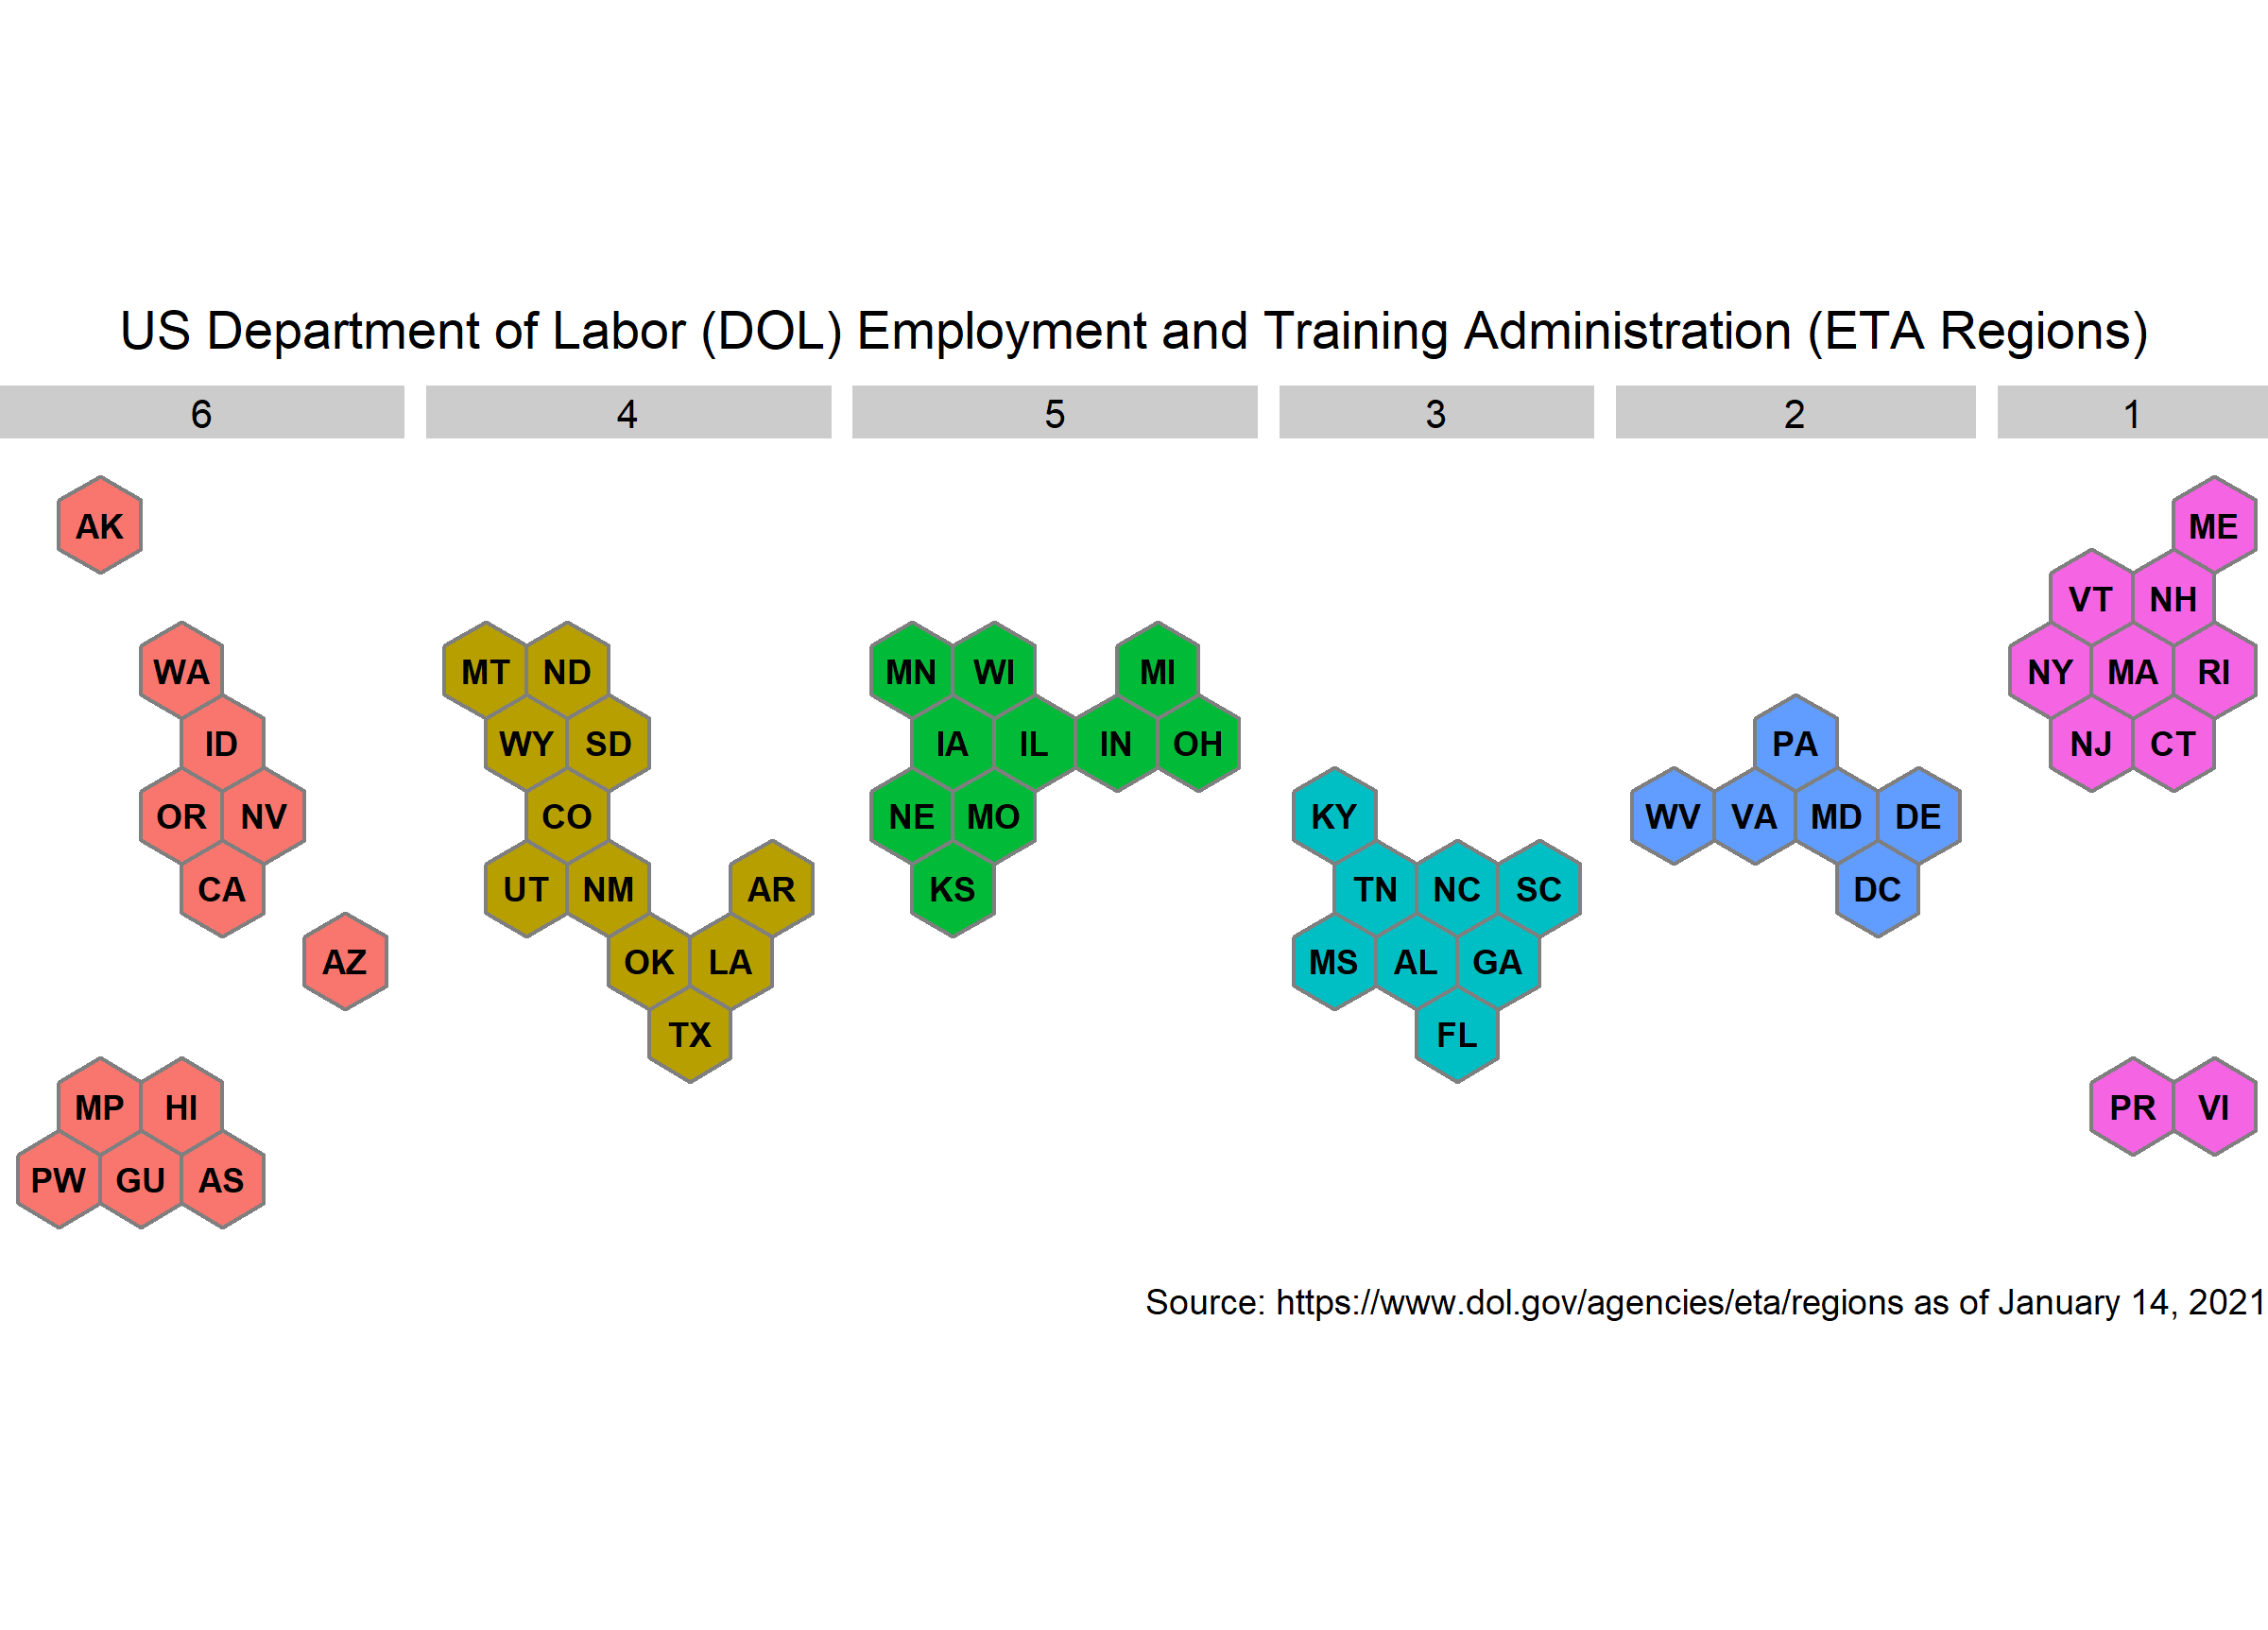 US Department of Labor (DOL) Employment and Training Administration (ETA Regions)
6 4 5 3 2 1
AK ME
VT NH
WA MT ND MN WI MI NY MA RI
ID WY SD IA IL IN OH PA NJ CT
OR NV CO NE MO KY WV VA MD DE
CA UT NM AR KS TN NC SC DC
AZ OK LA MS AL GA
TX FL
MP HI PR VI
PW GU AS
Source: https://www.dol.gov/agencies/eta/regions as of January 14, 2021